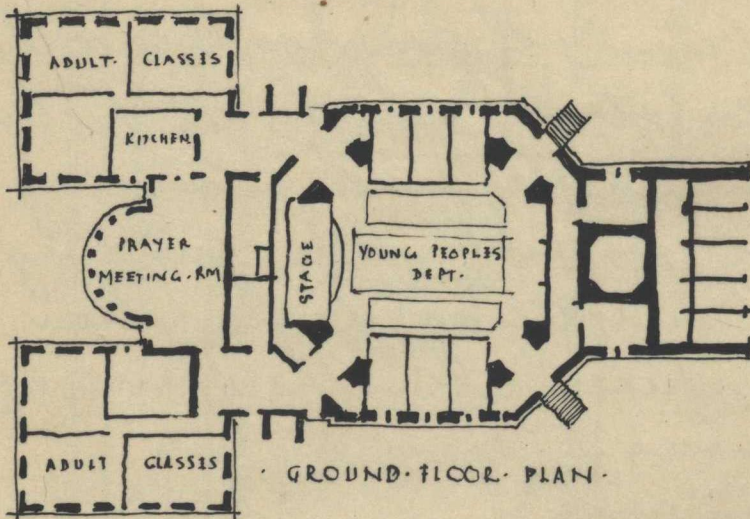 ADULT. CLASSES
KITCHEN
PRAYER
MEETING. RM
STAGE
YOUNG PEOPLES
DEPT.
ADULT CLASSES
. GROUND. FLOOR. PLAN.